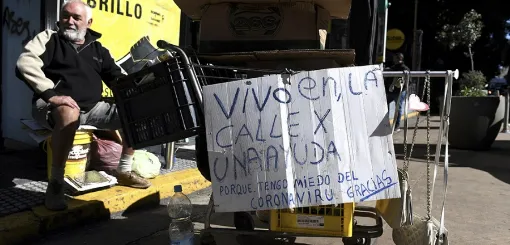 BRILLO
VIVO en, LA
CALLE X
UNA AYUDA
PORQUE TENGO MIEDO DEL
CORONAVIRU. GRACIAS